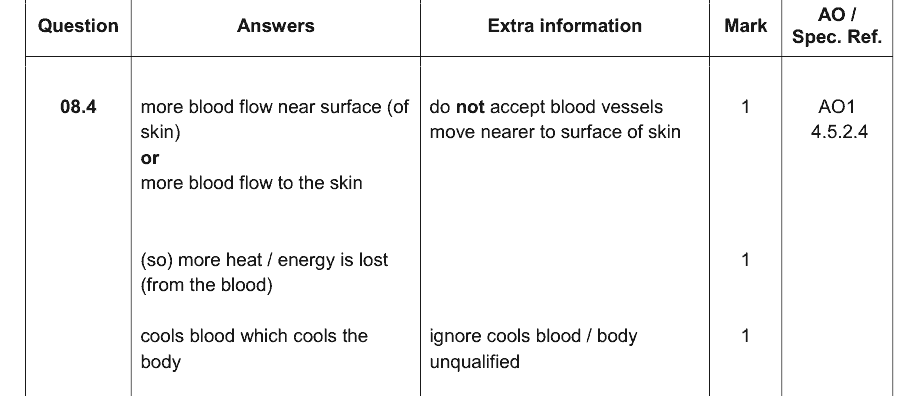 Question Answers Extra information Mark AO /
Spec. Ref.
08.4 more blood flow near surface (of do not accept blood vessels 1 AO1
skin) move nearer to surface of skin 4.5.2.4
or
more blood flow to the skin
(so) more heat / energy is lost 1
(from the blood)
cools blood which cools the ignore cools blood / body 1
body unqualified